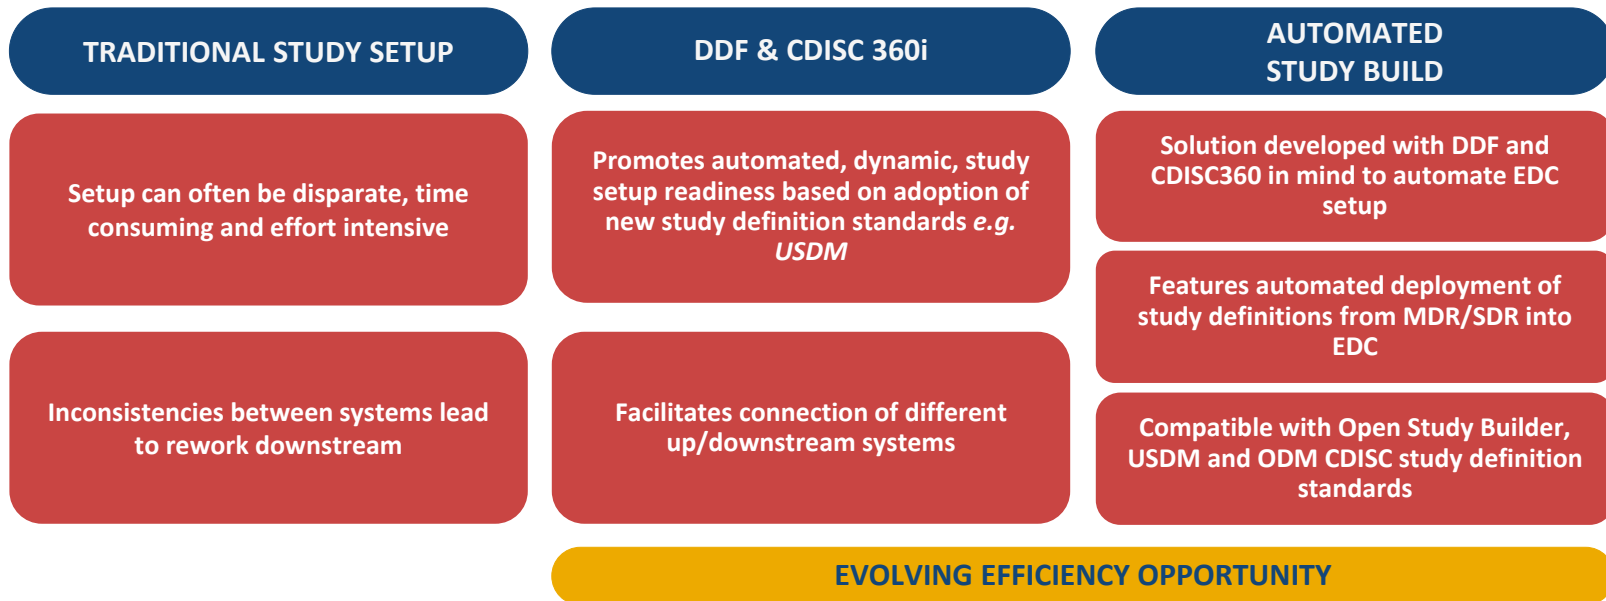 TRADITIONAL STUDY SETUP
Setup can often be disparate, time
consuming and effort intensive
Inconsistencies between systems lead
to rework downstream
DDF & CDISC 360i
Promotes automated, dynamic, study
setup readiness based on adoption of
new study definition standards e.g.
USDM
Facilitates connection of different
up/downstream systems
AUTOMATED
STUDY BUILD
Solution developed with DDF and
CDISC360 in mind to automate EDC
setup
Features automated deployment of
study definitions from MDR/SDR into
EDC
Compatible with Open Study Builder,
USDM and ODM CDISC study definition
standards
EVOLVING EFFICIENCY OPPORTUNITY